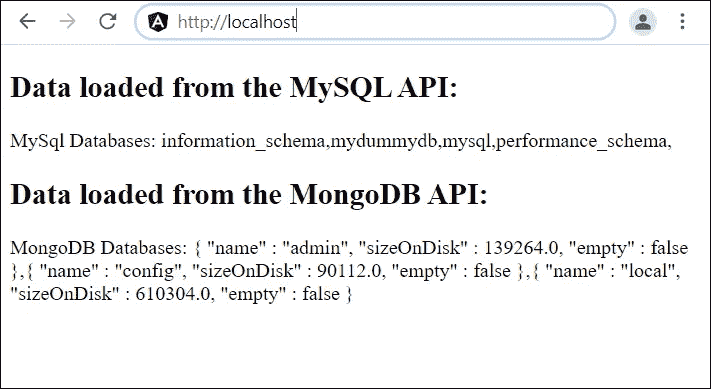 http://localhost
Data loaded from the MySQL API:
MySql Databases: information_schema,mydummydb,mysql,performance_schema,
Data loaded from the MongoDB API:
MongoDB Databases: { "name" : "admin", "sizeOnDisk" : 139264.0, "empty" : false
},{ "name" : "config", "sizeOnDisk" : 90112.0, "empty" : false },{ "name" : "local",
"sizeOnDisk" : 610304.0, "empty" : false }